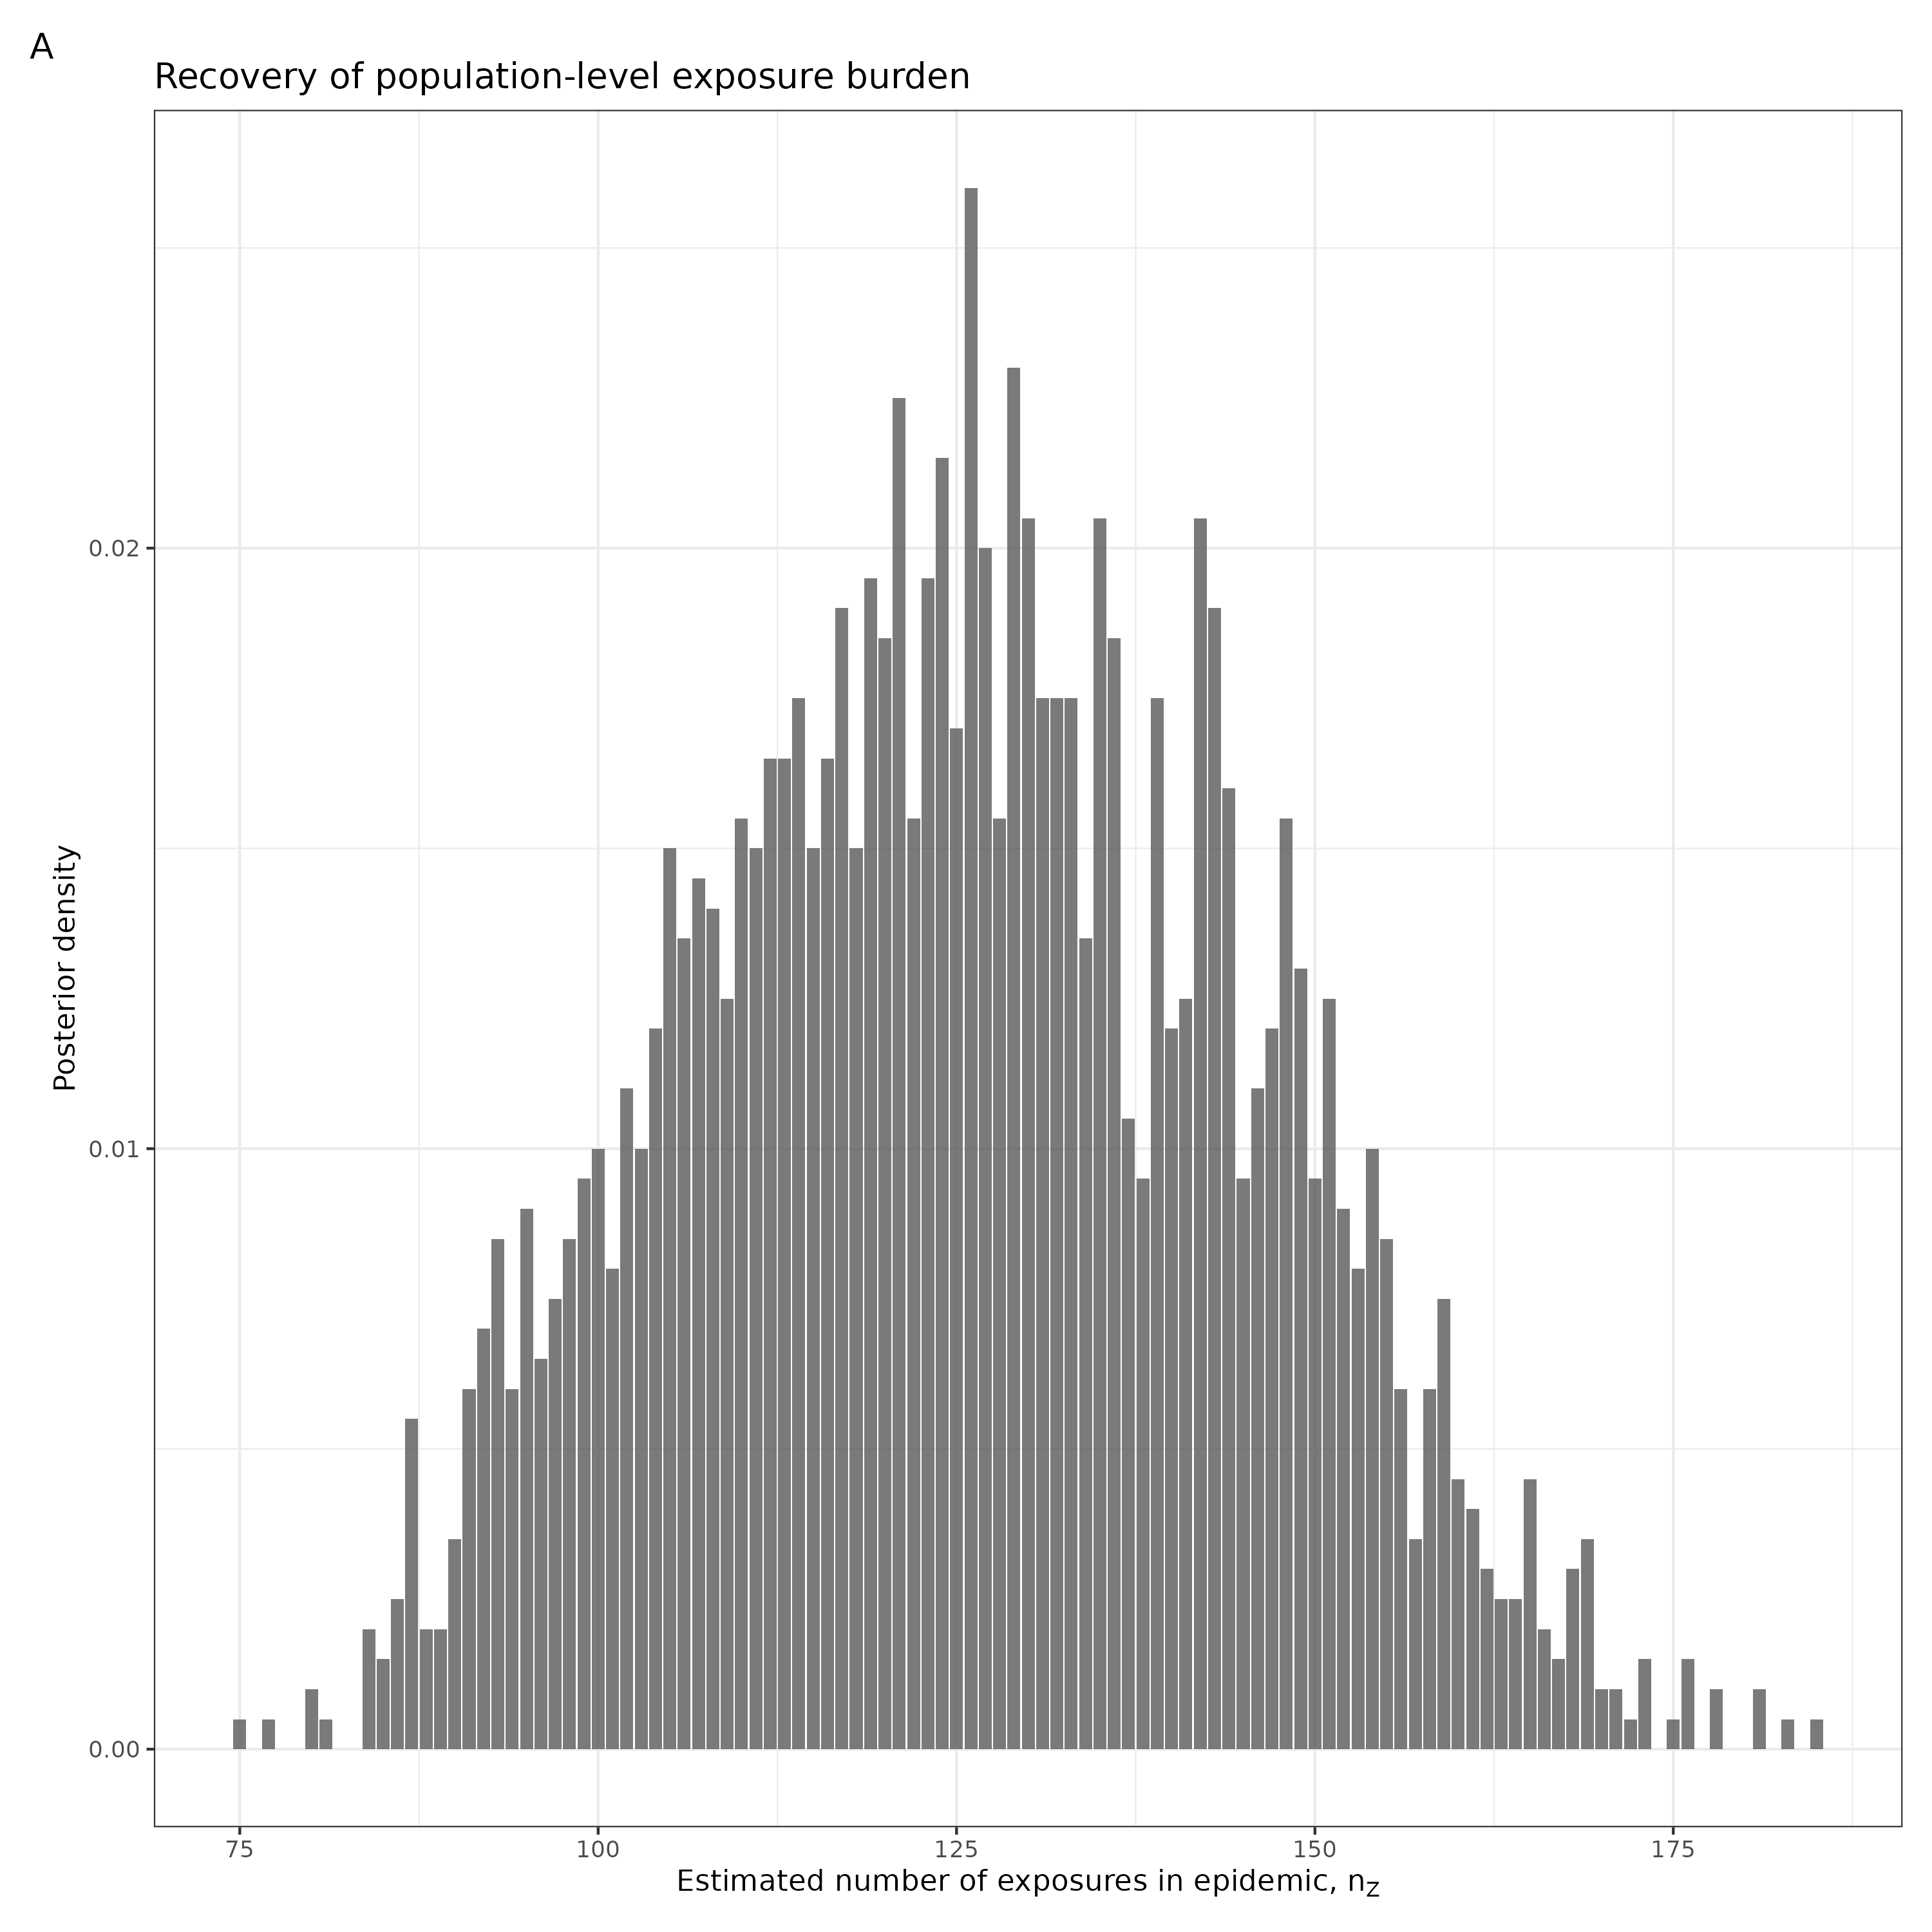 A
Recovery of population-level exposure burden
Posterior density
0.02
0.01
0.00
75 100 125 150 175
Estimated number of exposures in epidemic, nZ